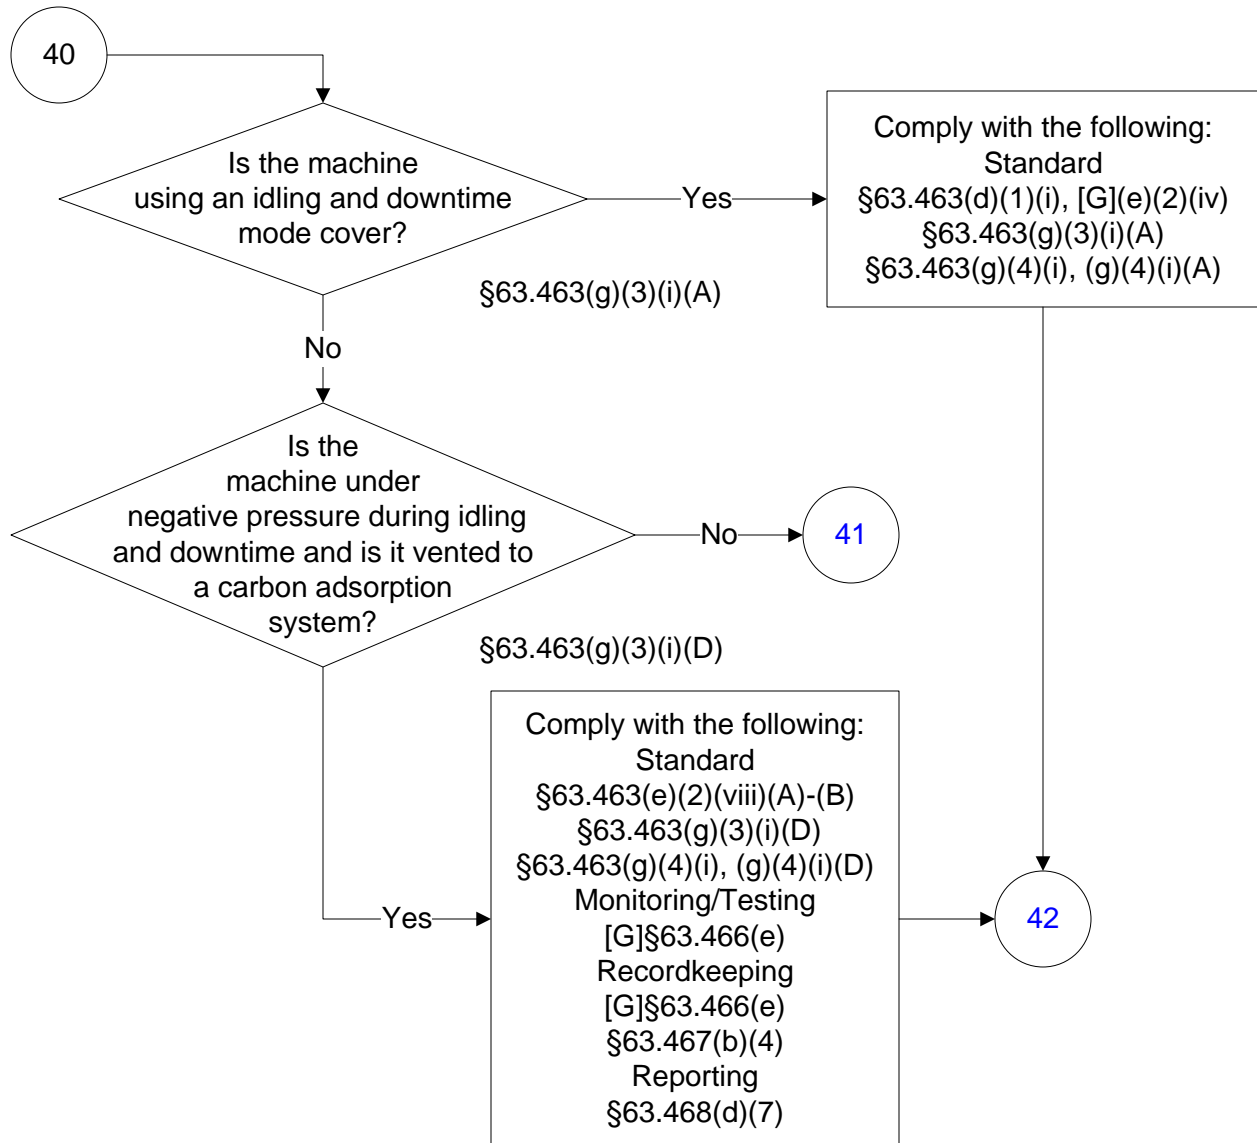 40
Is the machine
using an idling and downtime
mode cover?
Yes
Comply with the following:
Standard
§63.463(d)(1)(i), [G](e)(2)(iv)
§63.463(g)(3)(i)(A)
§63.463(g)(4)(i), (g)(4)(i)(A)
§63.463(g)(3)(i)(A)
No
Is the
machine under
negative pressure during idling
and downtime and is it vented to
a carbon adsorption
system?
No
41
§63.463(g)(3)(i)(D)
Yes
Comply with the following:
Standard
§63.463(e)(2)(viii)(A)-(B)
§63.463(g)(3)(i)(D)
§63.463(g)(4)(i), (g)(4)(i)(D)
Monitoring/Testing
[G]§63.466(e)
Recordkeeping
[G]§63.466(e)
§63.467(b)(4)
Reporting
§63.468(d)(7)
42